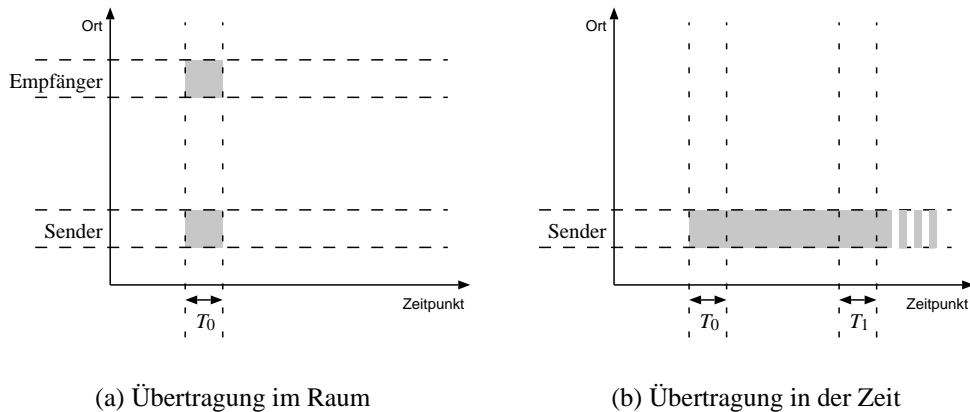 Ort
Empfänger
Sender
Zeitpunkt
T0
(a) Übertragung im Raum
Ort
Sender
Zeitpunkt
T0
T1
(b) Übertragung in der Zeit